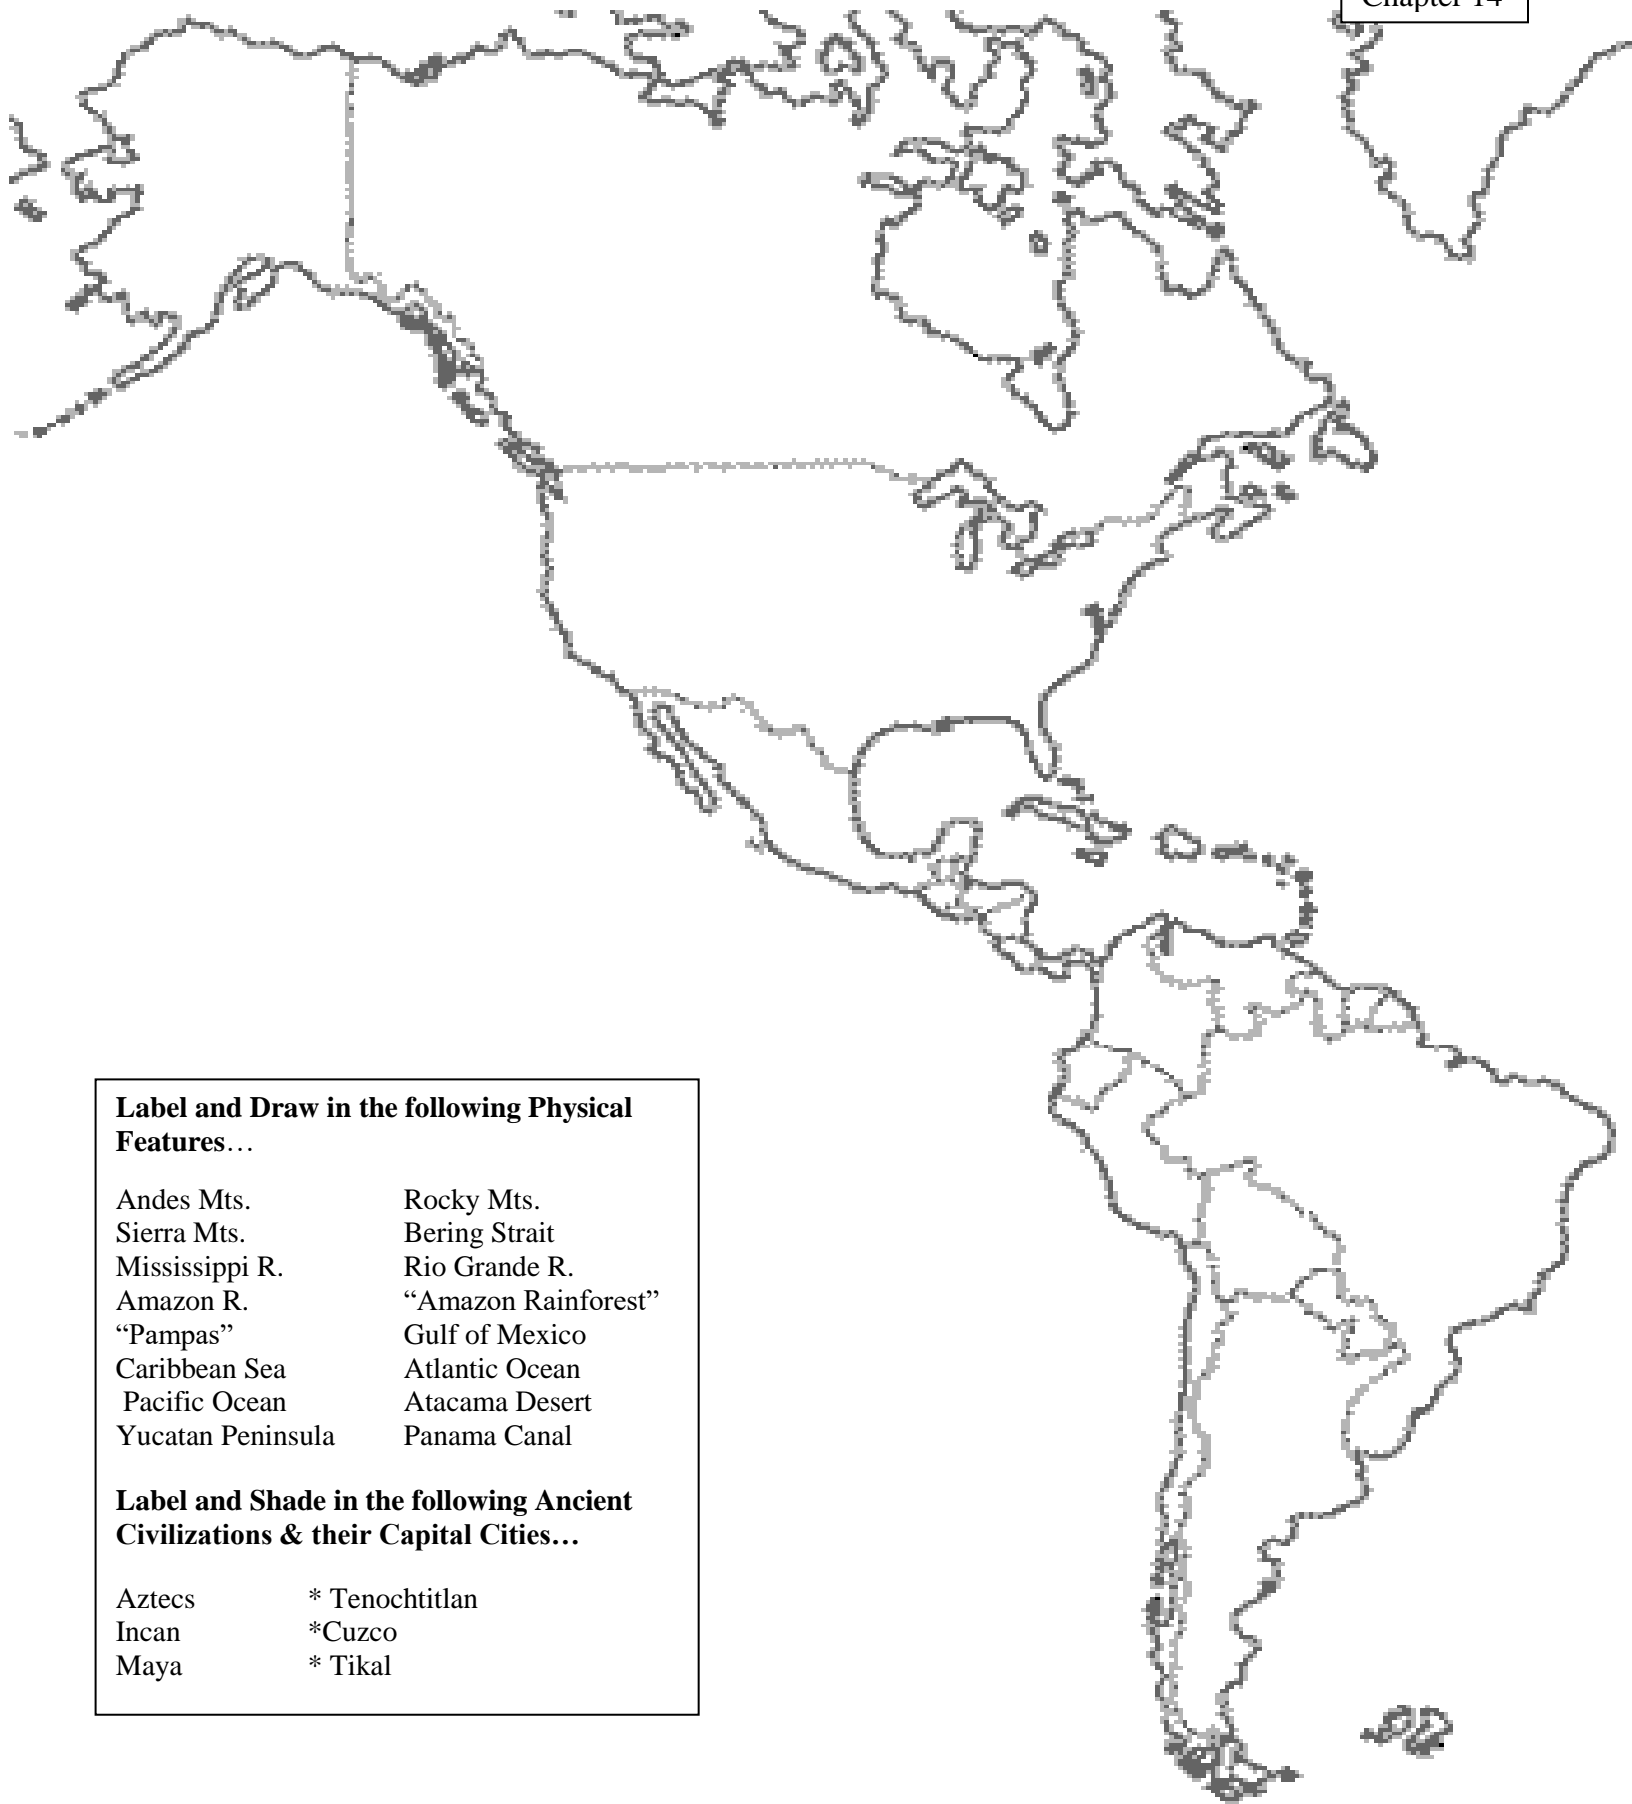 Chapter 14
Label and Draw in the following Physical
Features…
Andes Mts. Rocky Mts.
Sierra Mts. Bering Strait
Mississippi R. Rio Grande R.
Amazon R. “Amazon Rainforest”
“Pampas” Gulf of Mexico
Caribbean Sea Atlantic Ocean
Pacific Ocean Atacama Desert
Yucatan Peninsula Panama Canal
Label and Shade in the following Ancient
Civilizations & their Capital Cities…
Aztecs * Tenochtitlan
Incan *Cuzco
Maya * Tikal